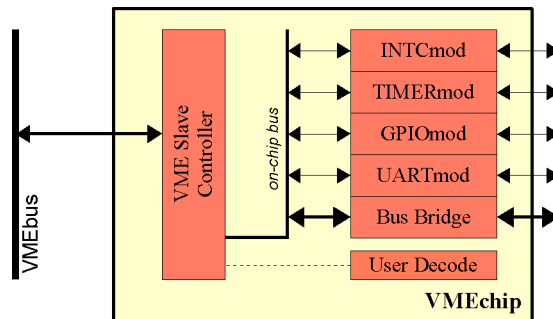 VMEbus
VME Slave
Controller
on-chip bus
INTCmod
TIMERmod
GPIOmod
UARTmod
Bus Bridge
User Decode
VMEchip